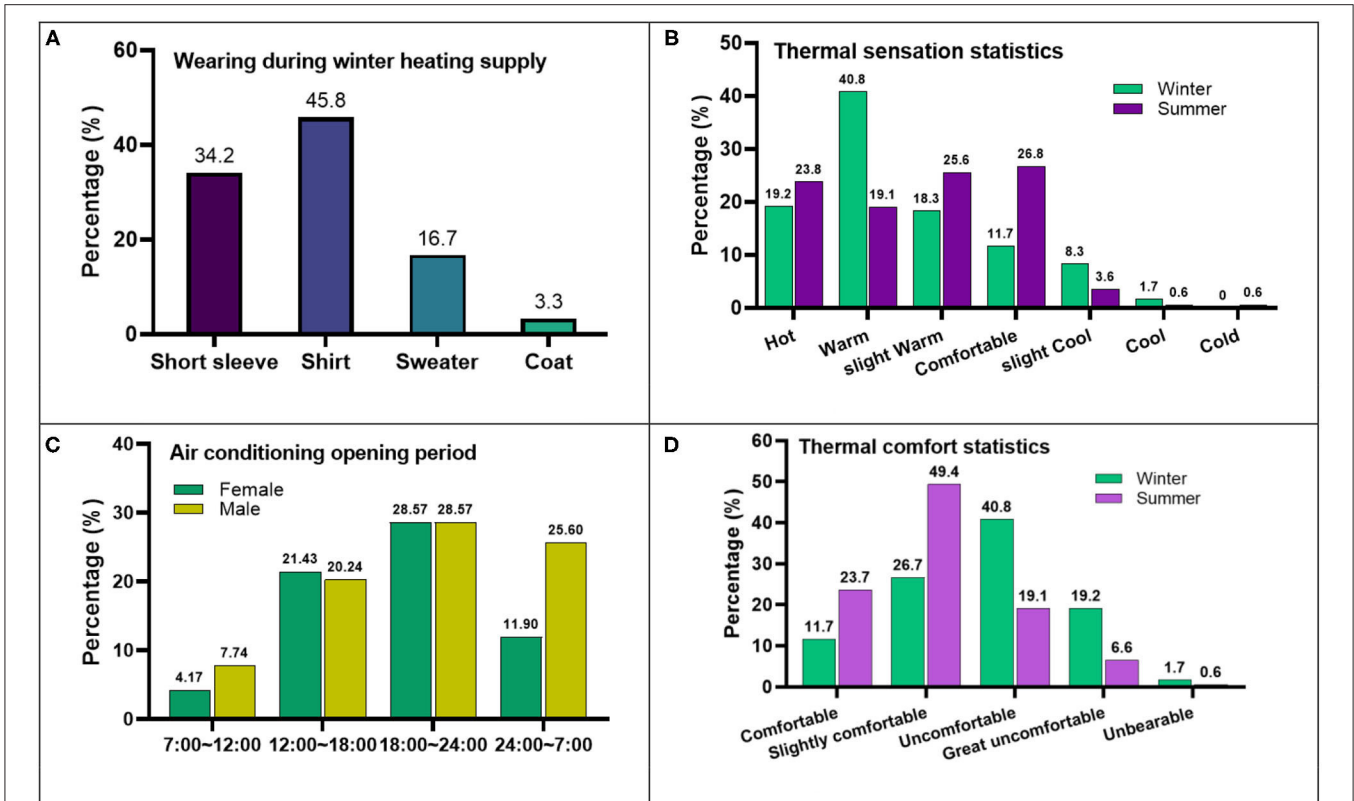 A
Wearing during winter heating supply
Percentage (%)
60
40
20
0
34.2
45.8
16.7
3.3
Short sleeve
Shirt
Sweater
Coat
B
Thermal sensation statistics
Winter
Summer
Percentage (%)
50
40
30
20
10
0
19.2
23.8
40.8
19.1
18.3
25.6
11.7
26.8
8.3
3.6
1.7
0.6
0
0.6
Hot
Warm
slight Warm
Comfortable
slight Cool
Cool
Cold
C
Air conditioning opening period
Female
Male
Percentage (%)
40
30
20
10
0
4.17
7.74
21.43
20.24
28.57
28.57
11.90
25.60
7:00~12:00
12:00~18:00
18:00~24:00
24:00~7:00
D
Thermal comfort statistics
Winter
Summer
Percentage (%)
60
50
40
30
20
10
0
11.7
23.7
26.7
49.4
40.8
19.1
19.2
6.6
1.7
0.6
Comfortable
Slightly comfortable
Uncomfortable
Great uncomfortable
Unbearable